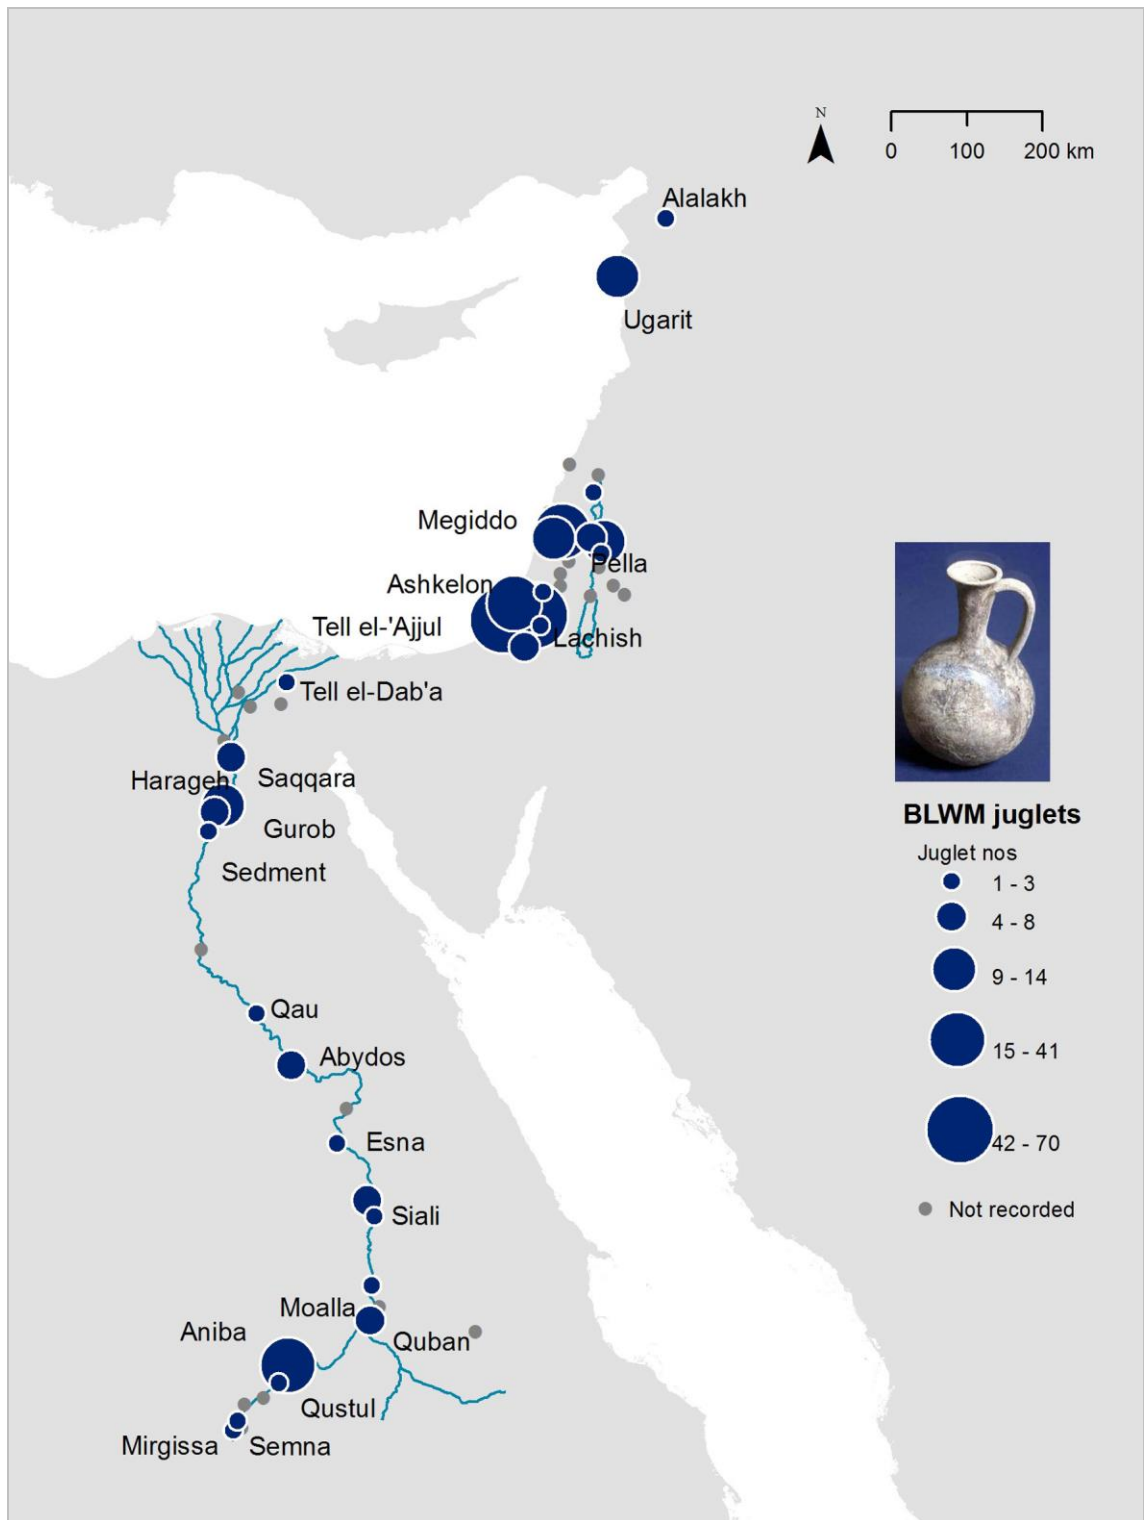 N
0 100 200 km
Alalakh
Ugarit
Megiddo
Pella
Ashkelon
Tell el-'Ajjul
Lachish
Tell el-Dab'a
Harageh
Saqqara
Gurob
Sedment
BLWM juglets
Juglet nos
1 - 3
4 - 8
9 - 14
15 - 41
42 - 70
Not recorded
Qau
Abydos
Esna
Siali
Moalla
Aniba
Quban
Qustul
Mirgissa
Semna